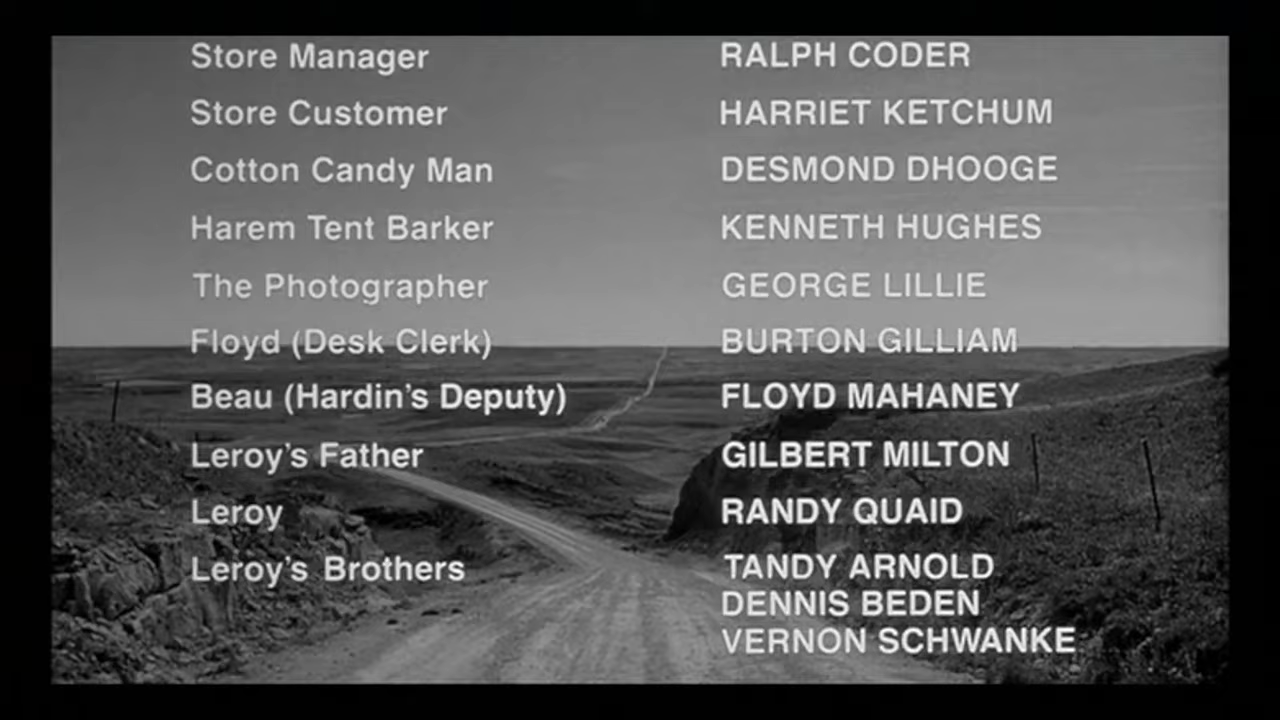 Store Manager RALPH CODER
Store Customer HARRIET KETCHUM
Cotton Candy Man DESMOND DHOOGE
Harem Tent Barker KENNETH HUGHES
The Photographer GEORGE LILLIE
Floyd (Desk Clerk) BURTON GILLIAM
Beau (Hardin's Deputy) FLOYD MAHANEY
Leroy's Father GILBERT MILTON
Leroy RANDY QUAID
Leroy's Brothers TANDY ARNOLD
DENNIS BEDEN
VERNON SCHWANKE